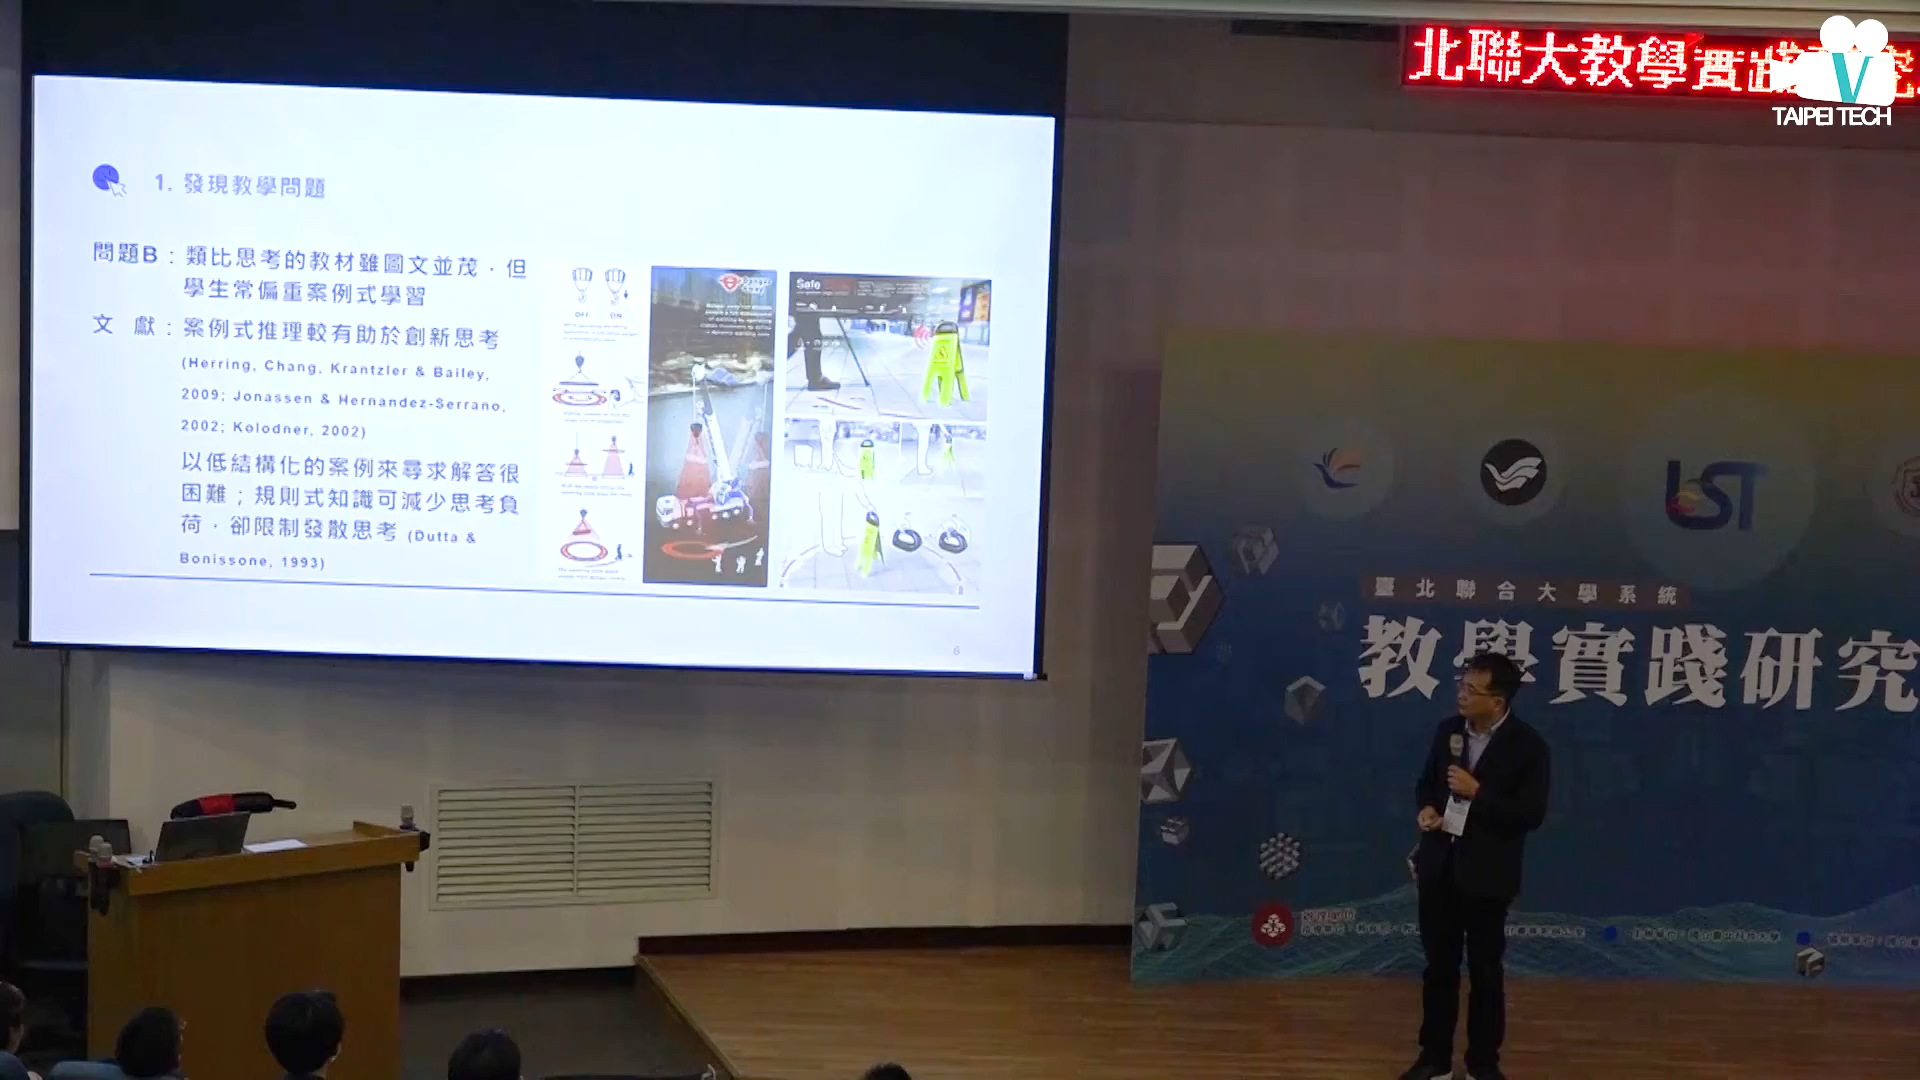 北聯大教學實踐
V
TAIPEI TECH
1. 發現教學問題
問題B：類比思考的教材雖圖文並茂，但
學生常偏重案例式學習
文 獻：案例式推理較有助於創新思考
(Herring, Chang, Krantzler & Bailey,
2009; Jonassen & Hernandez-Serrano,
2002; Kolodner, 2002)
以低結構化的案例來尋求解答很
困難；規則式知識可減少思考負
荷，卻限制發散思考 (Dutta &
Bonissone, 1993)
OFF ON
Safe
6
UST
臺北聯合大學系統
教學實踐研究